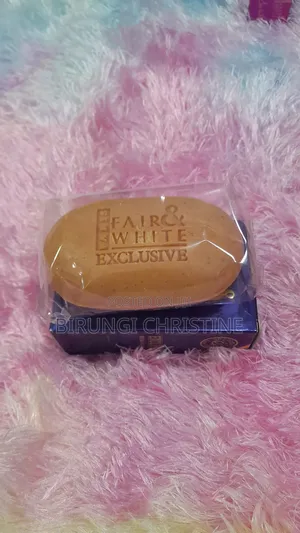 FAIR &
WHITE
EXCLUSIVE
BIRUNGI CHRISTINE